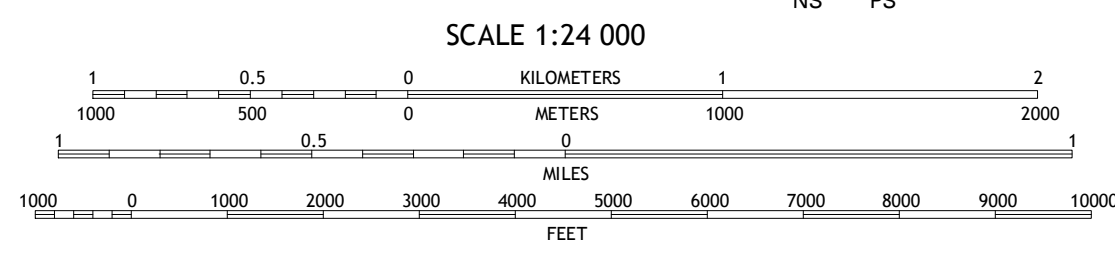 NS PS
SCALE 1:24 000
1 0.5 0 KILOMETERS 1 2
1000 500 0 METERS 1000 2000
1 0.5 0 1
MILES
1000 0 1000 2000 3000 4000 5000 6000 7000 8000 9000 10000
FEET